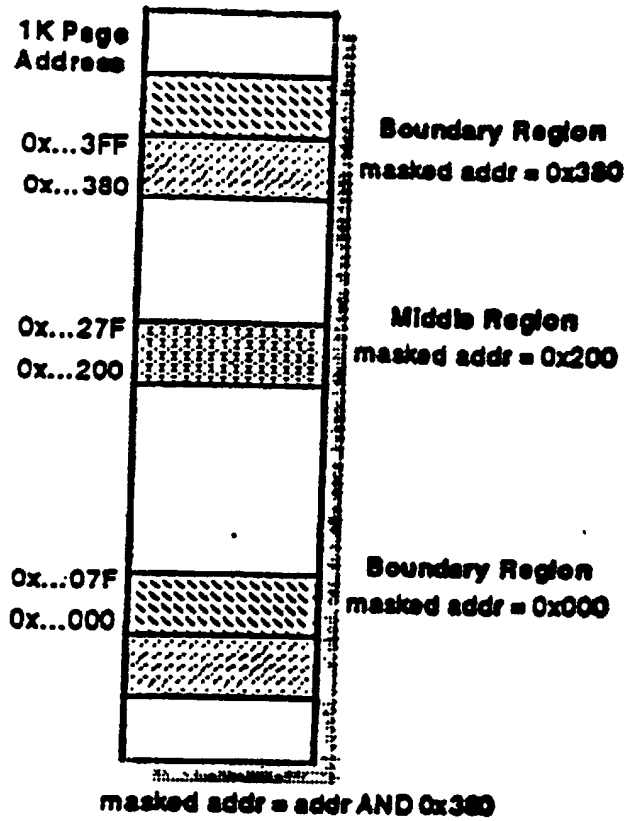 1K Page
Address
0x...3FF
0x...380
Boundary Region
masked addr = 0x380
0x...27F
0x...200
Middle Region
masked addr = 0x200
0x...07F
0x...000
Boundary Region
masked addr = 0x000
masked addr = addr AND 0x380